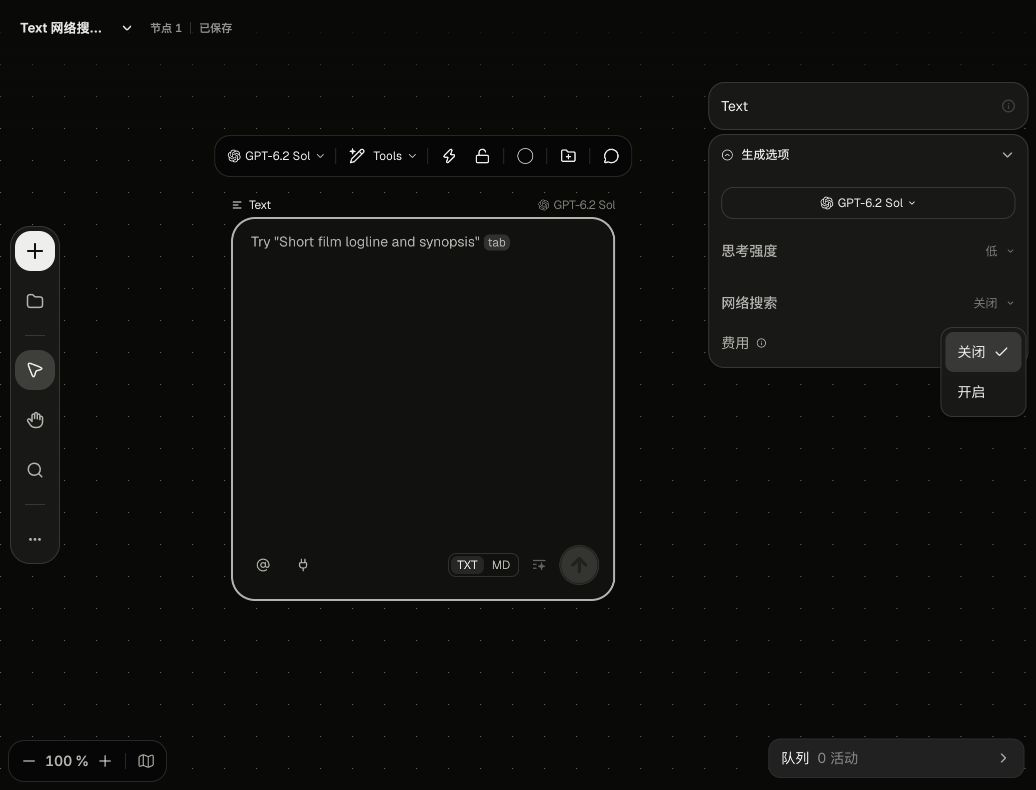 Text 网络搜... 节点 1 已保存
Text
GPT-6.2 Sol Tools
生成选项
Text GPT-6.2 Sol
GPT-6.2 Sol
Try "Short film logline and synopsis" tab
思考强度 低
网络搜索 关闭
费用
关闭
开启
TXT MD
100 %
队列 0 活动